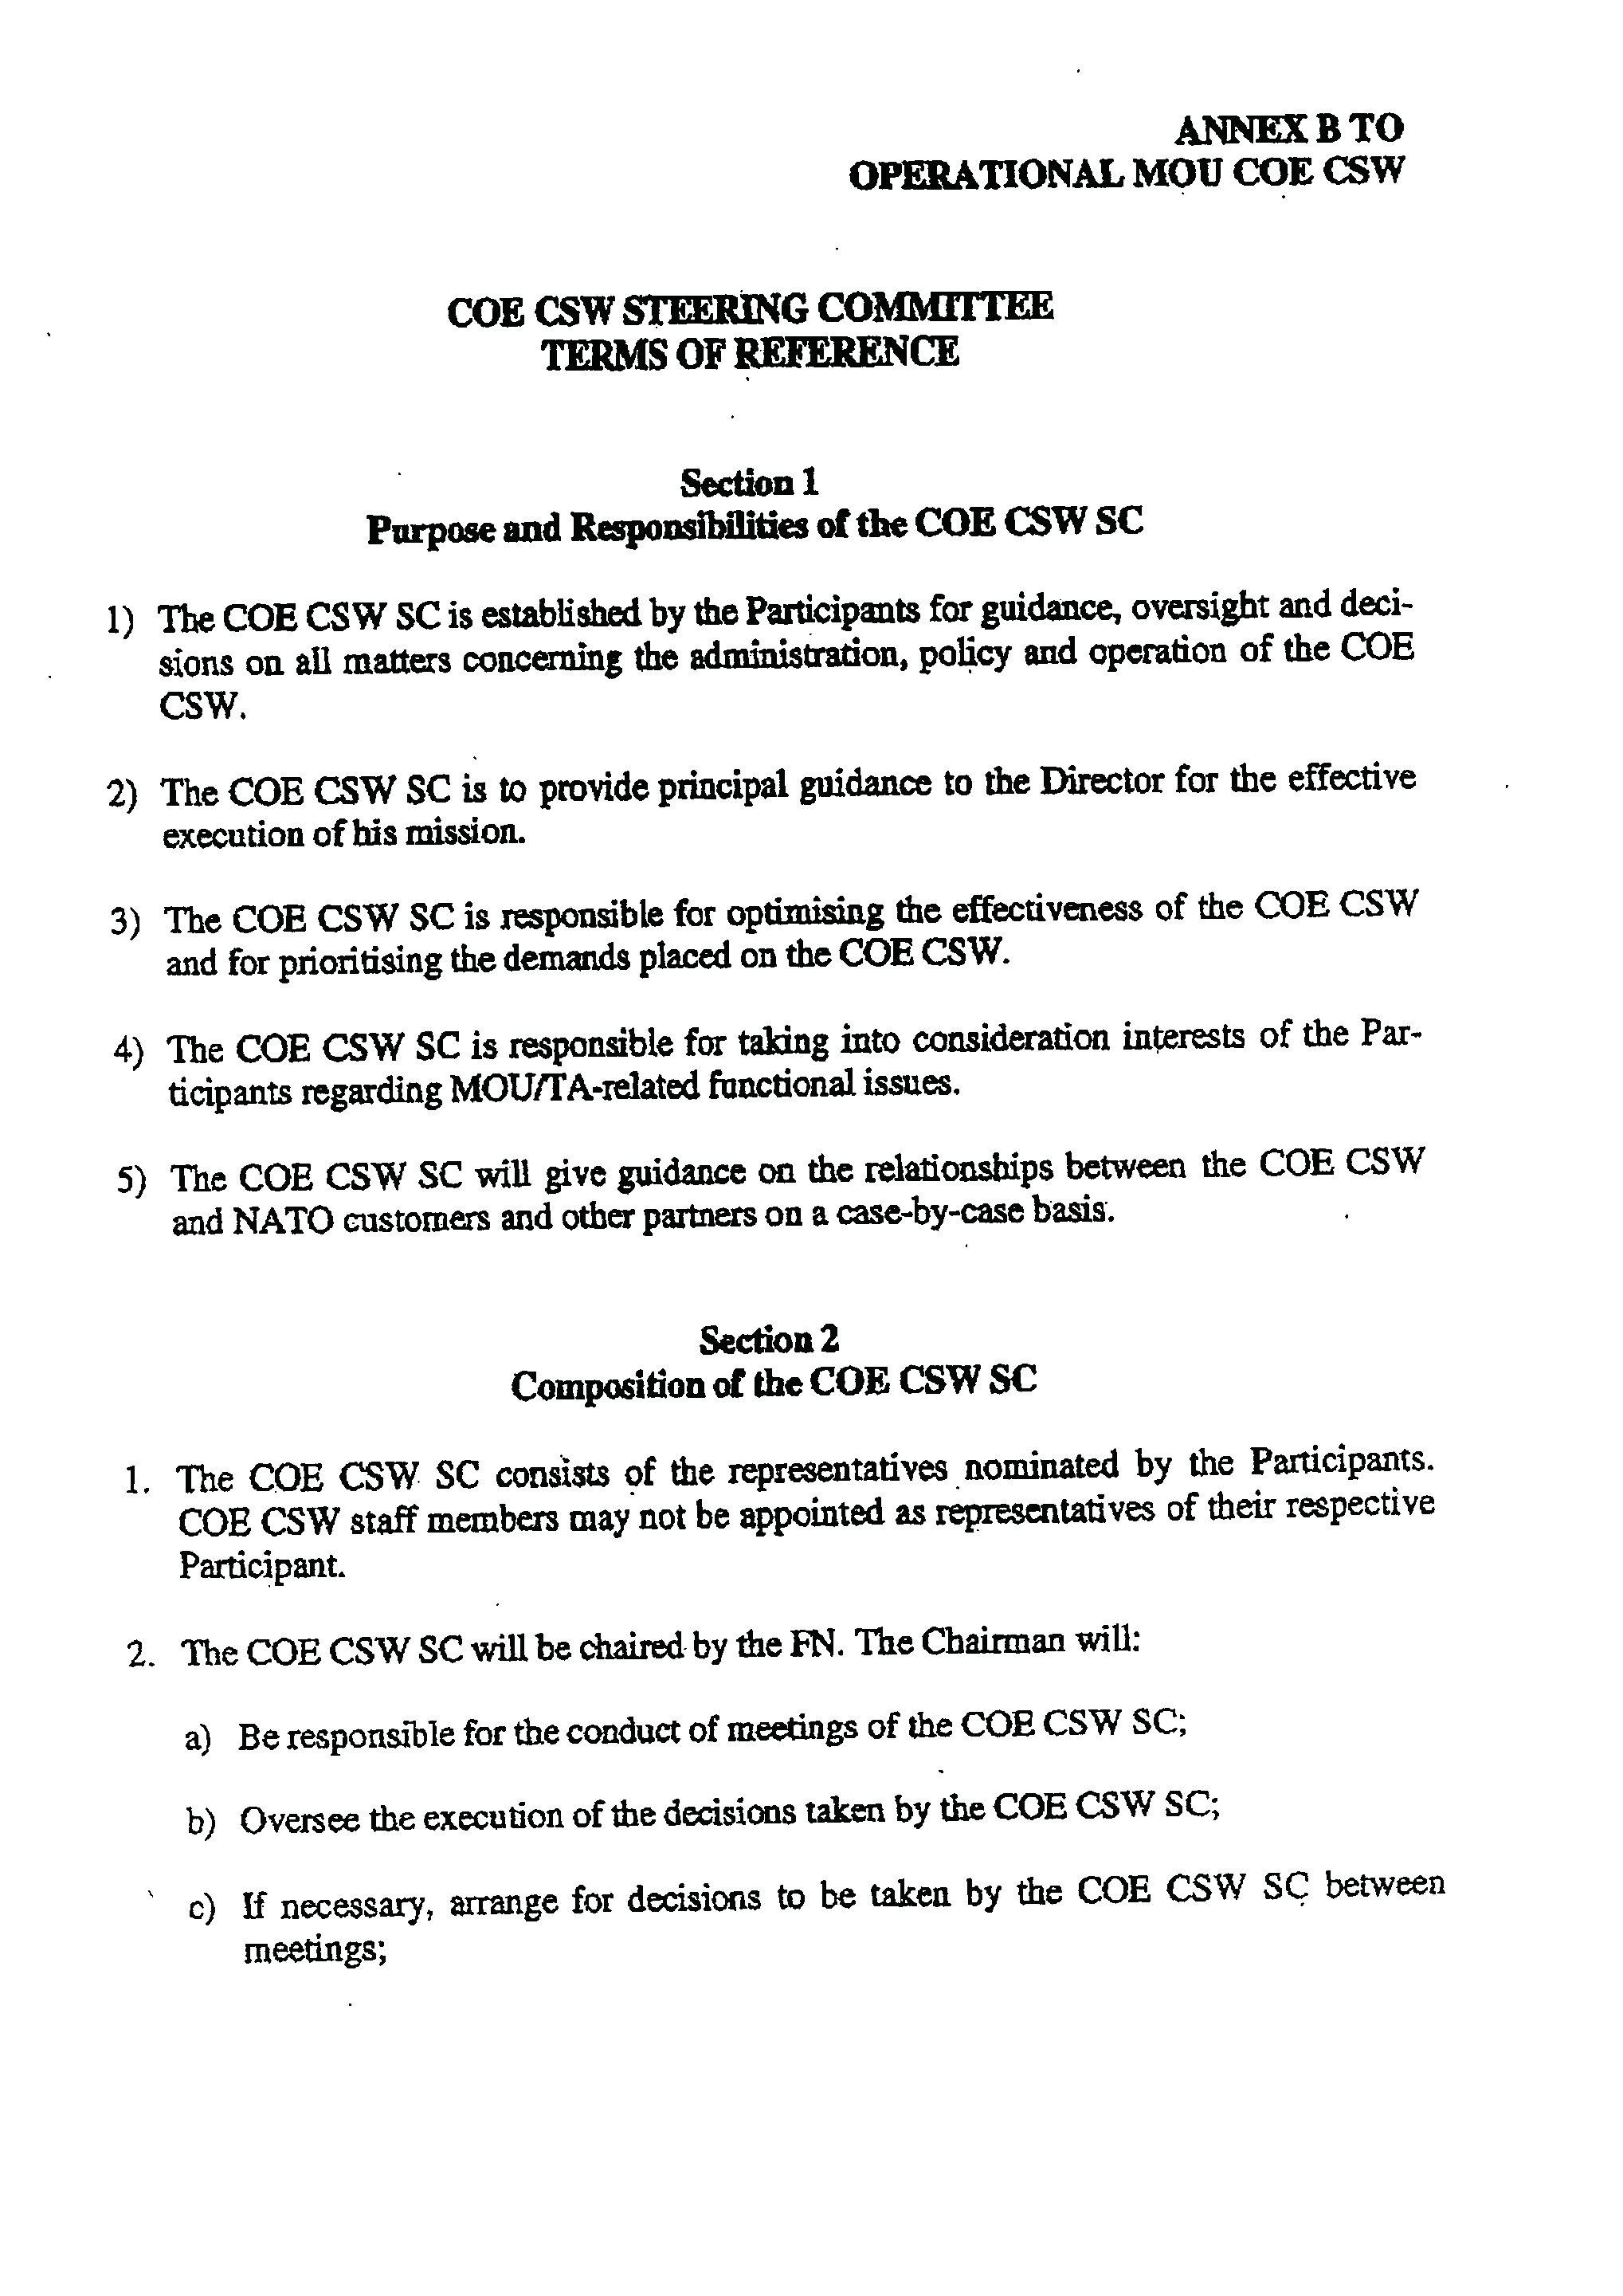 ANNEX B TO
OPERATIONAL MOU COE CSW
COE CSW STEERING COMMITTEE
TERMS OF REFERENCE
Section 1
Purpose and Responsibilities of the COE CSW SC
1) The COE CSW SC is established by the Participants for guidance, oversight and deci-
sions on all matters concerning the administration, policy and operation of the COE
CSW.
2) The COE CSW SC is to provide principal guidance to the Director for the effective
execution of his mission.
3) The COE CSW SC is responsible for optimising the effectiveness of the COE CSW
and for prioritising the demands placed on the COE CSW.
4) The COE CSW SC is responsible for taking into consideration interests of the Par-
ticipants regarding MOU/TA-related functional issues.
5) The COE CSW SC will give guidance on the relationships between the COE CSW
and NATO customers and other partners on a case-by-case basis.
Section 2
Composition of the COE CSW SC
1. The COE CSW SC consists of the representatives nominated by the Participants.
COE CSW staff members may not be appointed as representatives of their respective
Participant.
2. The COE CSW SC will be chaired by the FN. The Chairman will:
a) Be responsible for the conduct of meetings of the COE CSW SC;
b) Oversee the execution of the decisions taken by the COE CSW SC;
c) If necessary, arrange for decisions to be taken by the COE CSW SC between
meetings;